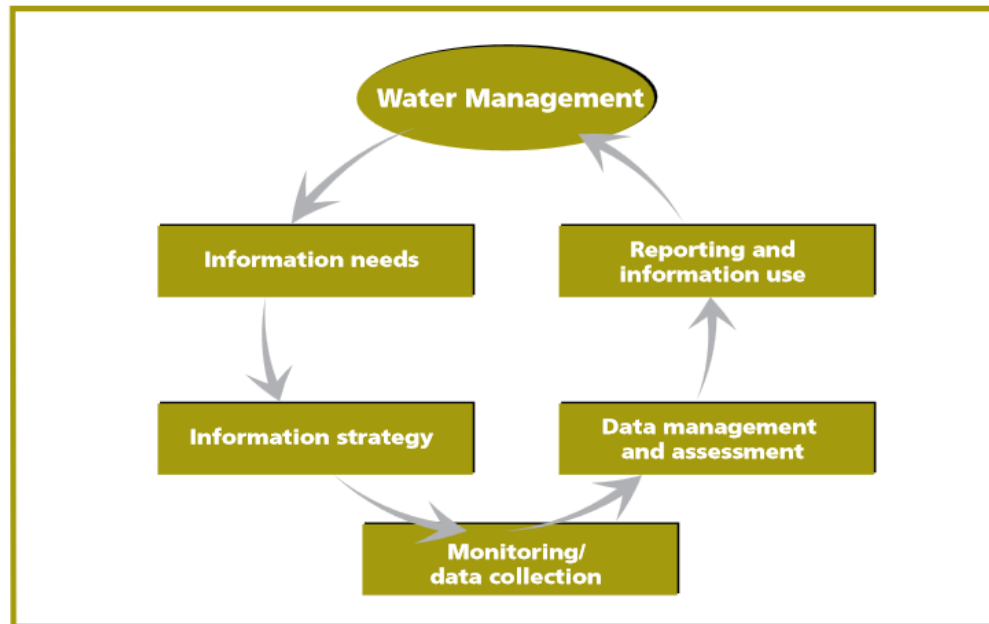 Water Management
Information needs
Reporting and
information use
Information strategy
Data management
and assessment
Monitoring/
data collection